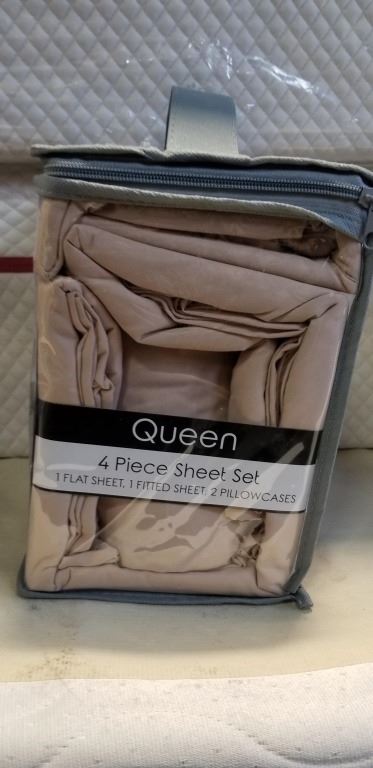 Queen
4 Piece Sheet Set
1 FLAT SHEET, 1 FITTED SHEET, 2 PILLOWCASES